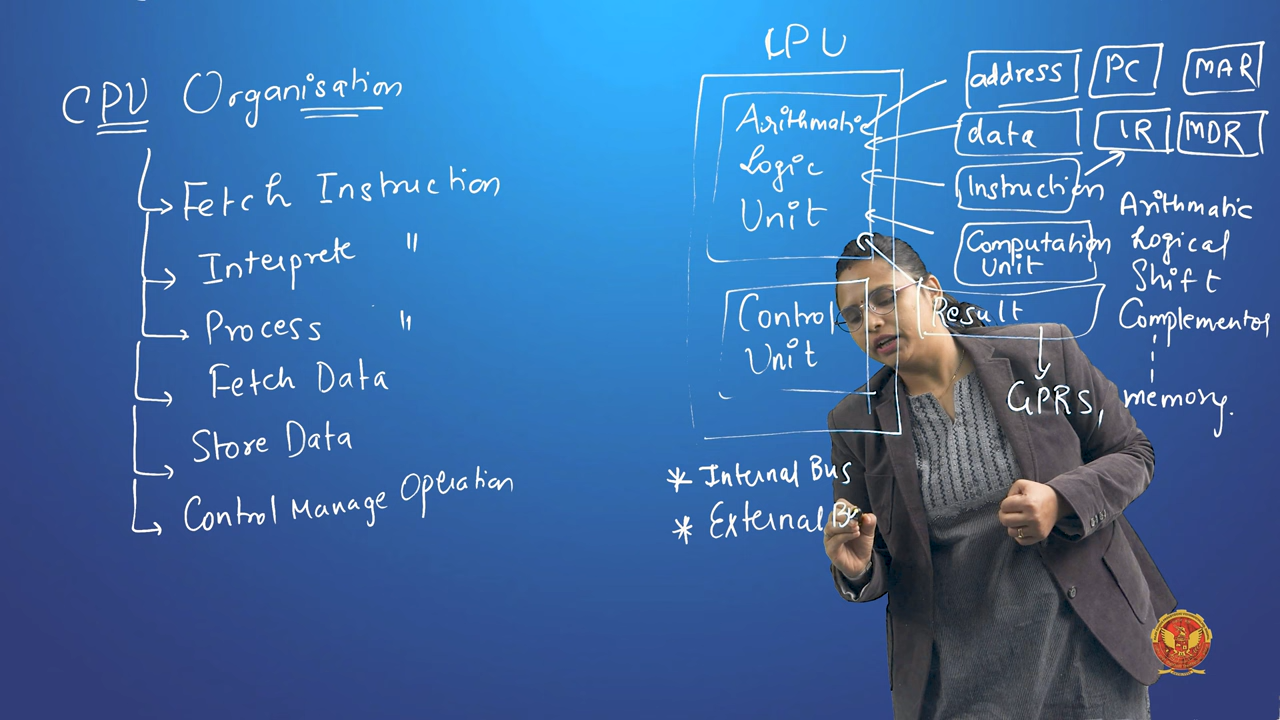 CPU Organisation
Fetch Instruction
Interprete "
Process "
Fetch Data
Store Data
Control Manage Operation
CPU
Arithmatic
Logic
Unit
Control
Unit
address PC MAR
data IR MDR
Instruction
Computation
Unit
Result
Arithmatic
Logical
Shift
Complementor
GPRS, memory.
* Internal Bus
* External